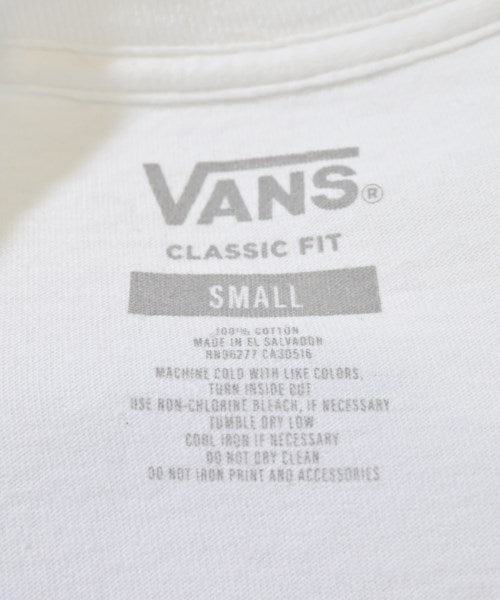 VANS®
CLASSIC FIT
SMALL
100% COTTON
MADE IN EL SALVADOR
RN96277 CA30516
MACHINE COLD WITH LIKE COLORS,
TURN INSIDE OUT
USE NON-CHLORINE BLEACH, IF NECESSARY
TUMBLE DRY LOW
COOL IRON IF NECESSARY
DO NOT DRY CLEAN
DO NOT IRON PRINT AND ACCESSORIES